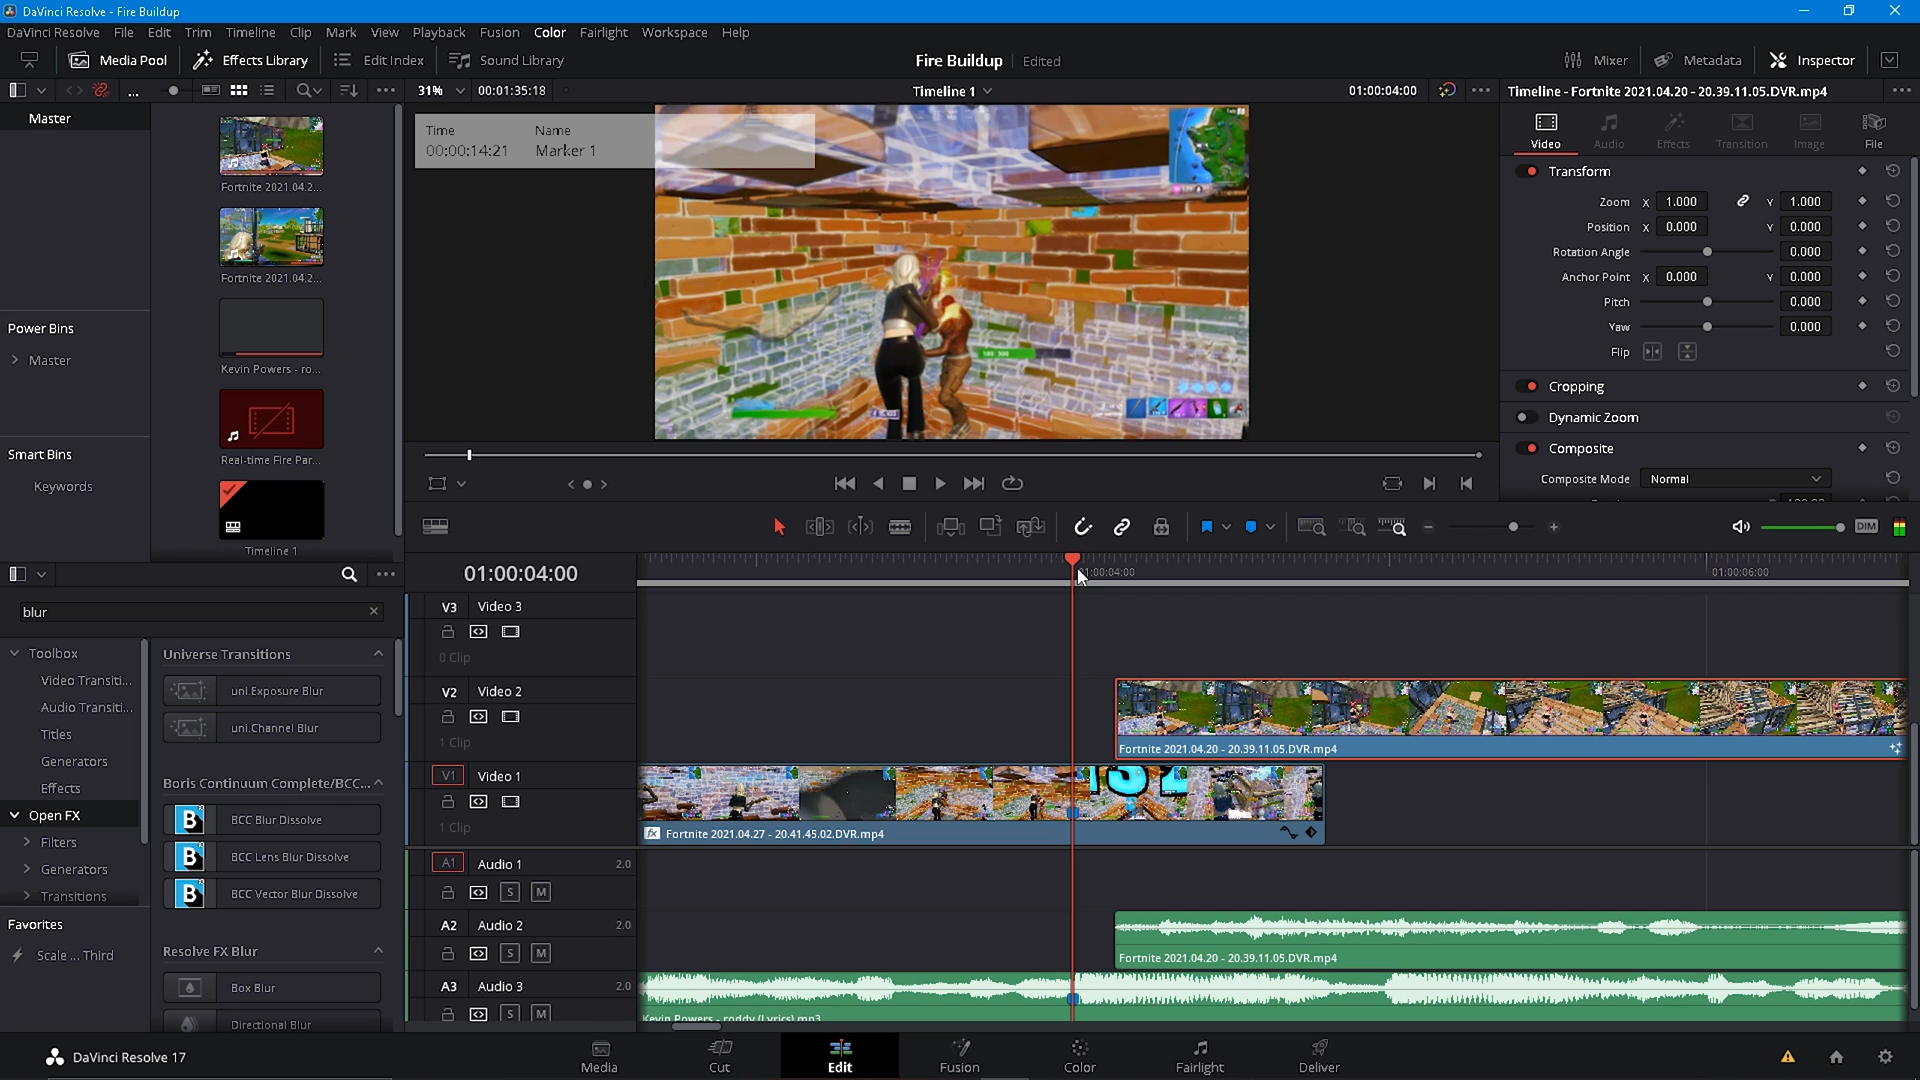 DaVinci Resolve - Fire Buildup
DaVinci Resolve File Edit Trim Timeline Clip Mark View Playback Fusion Color Fairlight Workspace Help
Media Pool Effects Library Edit Index Sound Library Fire Buildup Edited Mixer Metadata Inspector
... 31% 00:01:35:18 Timeline 1 01:00:04:00 Timeline - Fortnite 2021.04.20 - 20.39.11.05.DVR.mp4
Master
Time Name
00:00:14:21 Marker 1
Video Audio Effects Transition Image File
Transform
Zoom X 1.000 Y 1.000
Position X 0.000 Y 0.000
Rotation Angle 0.000
Anchor Point X 0.000 Y 0.000
Pitch 0.000
Yaw 0.000
Flip
Cropping
Dynamic Zoom
Composite
Composite Mode Normal
Fortnite 2021.04.2...
Fortnite 2021.04.2...
Kevin Powers - ro...
Real-time Fire Par...
Timeline 1
Power Bins
Master
Smart Bins
Keywords
DIM
01:00:04:00
01:00:04:00
01:00:06:00
blur
Toolbox
Video Transiti...
Audio Transiti...
Titles
Generators
Effects
Open FX
Filters
Generators
Transitions
Favorites
Scale ... Third
Universe Transitions
uni.Exposure Blur
uni.Channel Blur
Boris Continuum Complete/BCC...
B BCC Blur Dissolve
B BCC Lens Blur Dissolve
B BCC Vector Blur Dissolve
Resolve FX Blur
Box Blur
Directional Blur
V3 Video 3
0 Clip
V2 Video 2
1 Clip
Fortnite 2021.04.20 - 20.39.11.05.DVR.mp4
V1 Video 1
1 Clip
fx Fortnite 2021.04.27 - 20.41.45.02.DVR.mp4
A1 Audio 1 2.0
S M
A2 Audio 2 2.0
S M
Fortnite 2021.04.20 - 20.39.11.05.DVR.mp4
A3 Audio 3 2.0
S M
Kevin Powers - roddy (Lyrics).mp3
DaVinci Resolve 17
Media Cut Edit Fusion Color Fairlight Deliver